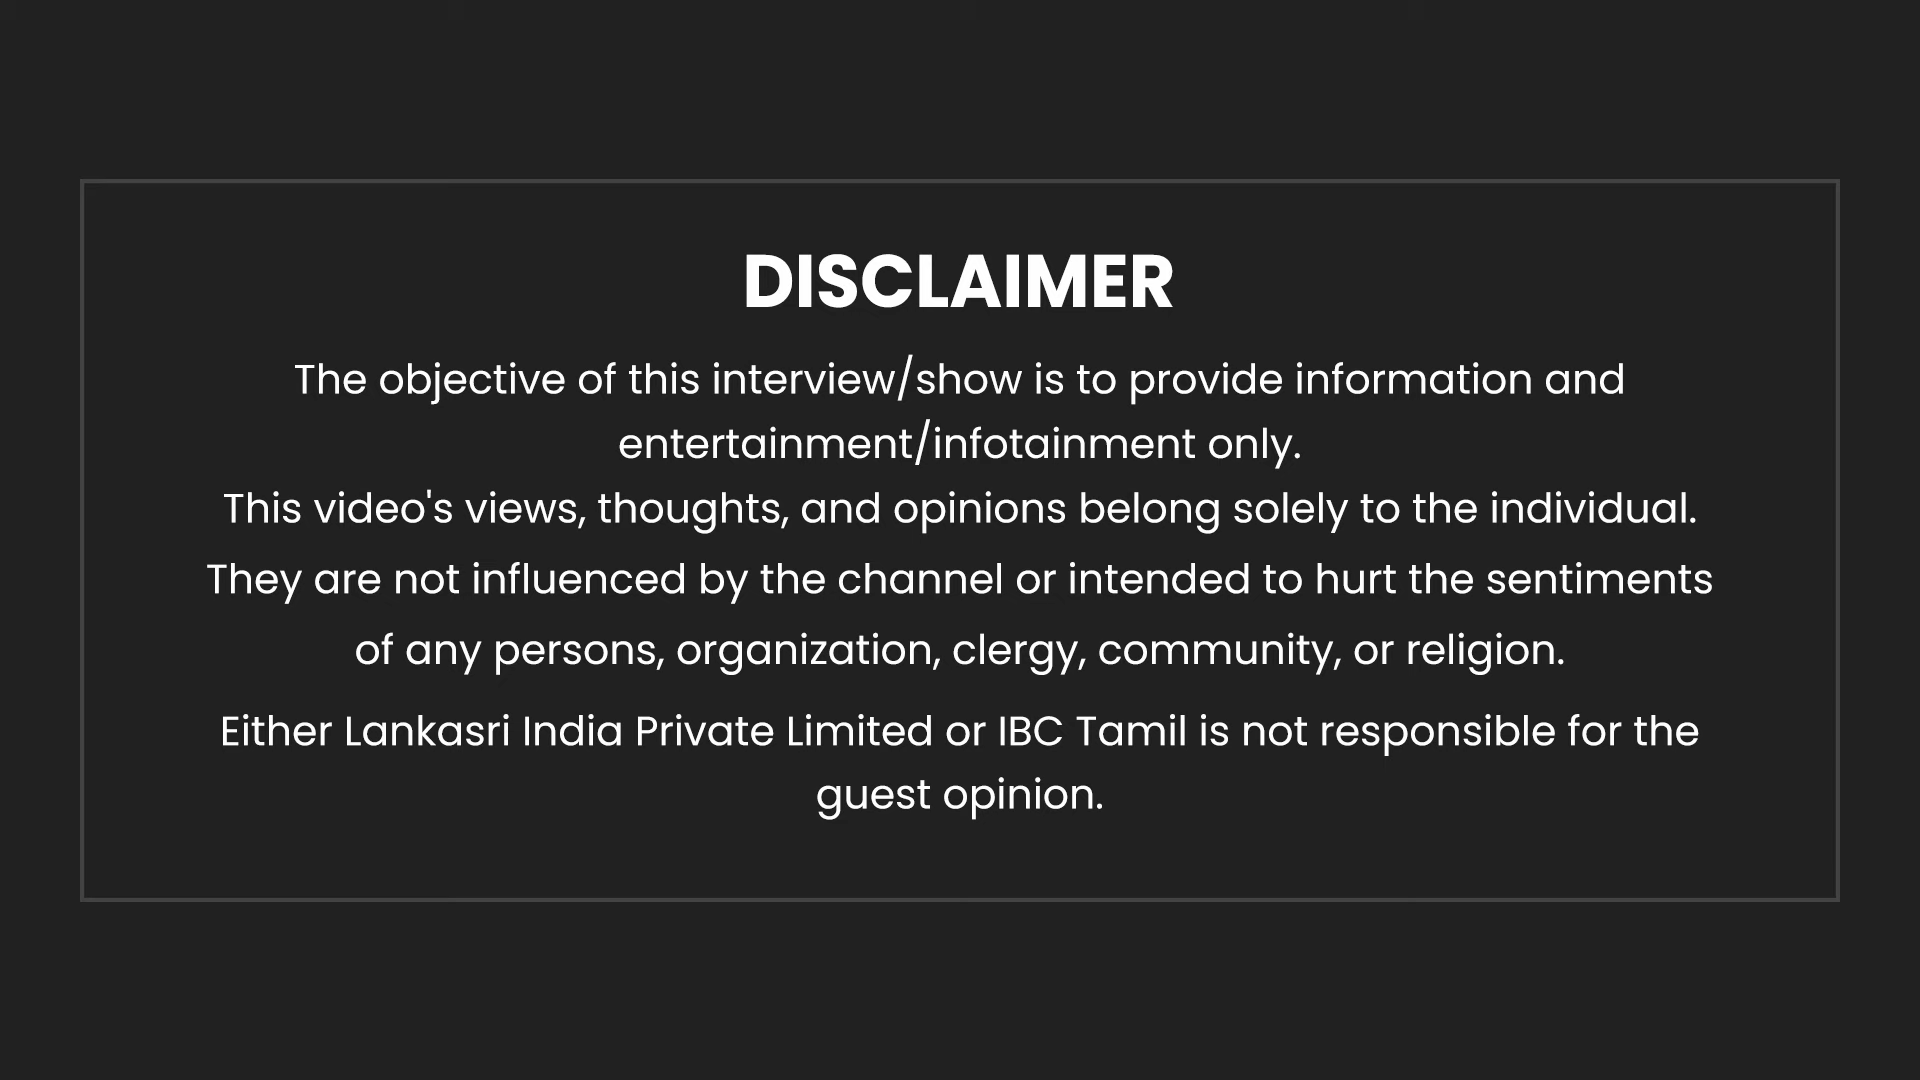 DISCLAIMER
The objective of this interview/show is to provide information and
entertainment/infotainment only.
This video's views, thoughts, and opinions belong solely to the individual.
They are not influenced by the channel or intended to hurt the sentiments
of any persons, organization, clergy, community, or religion.
Either Lankasri India Private Limited or IBC Tamil is not responsible for the
guest opinion.